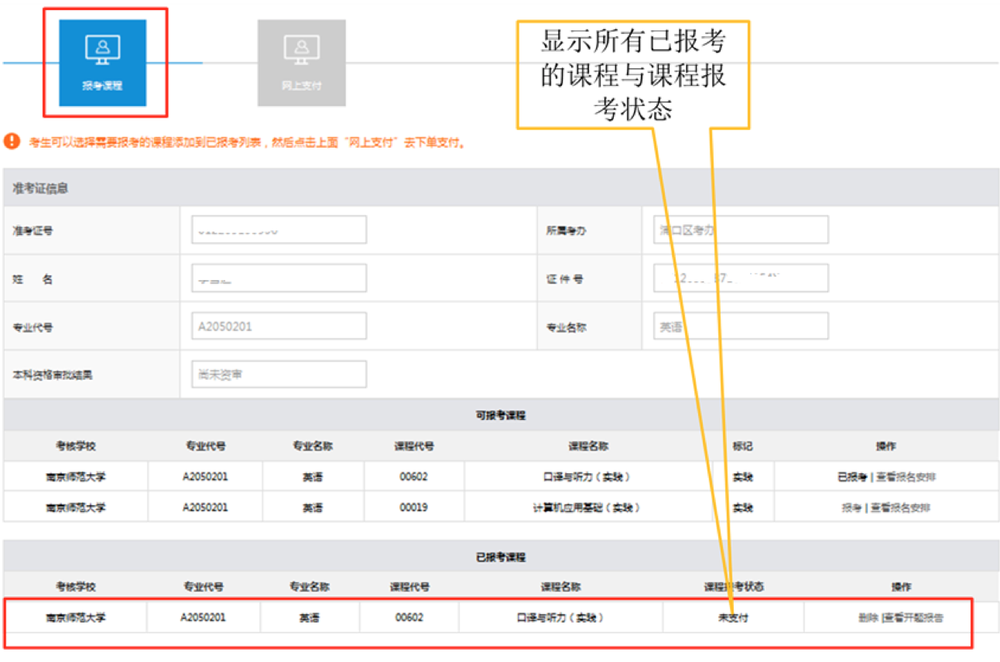 报考课程
网上支付
显示所有已报考
的课程与课程报
考状态
考生可以选择需要报考的课程添加到已报考列表，然后点击上面“网上支付”去下单支付。
准考证信息
准考证号 所属考办 浦口区考办
姓 名 证 件 号
专业代号 A2050201 专业名称 英语
本科资格审批结果 尚未资审
可报考课程
考核学校 专业代号 专业名称 课程代号 课程名称 标记 操作
南京师范大学 A2050201 英语 00602 口译与听力（实验） 实验 已报考 | 查看报名安排
南京师范大学 A2050201 英语 00019 计算机应用基础（实验） 实验 报考 | 查看报名安排
已报考课程
考核学校 专业代号 专业名称 课程代号 课程名称 课程报考状态 操作
南京师范大学 A2050201 英语 00602 口译与听力（实验） 未支付 删除 |查看开题报告